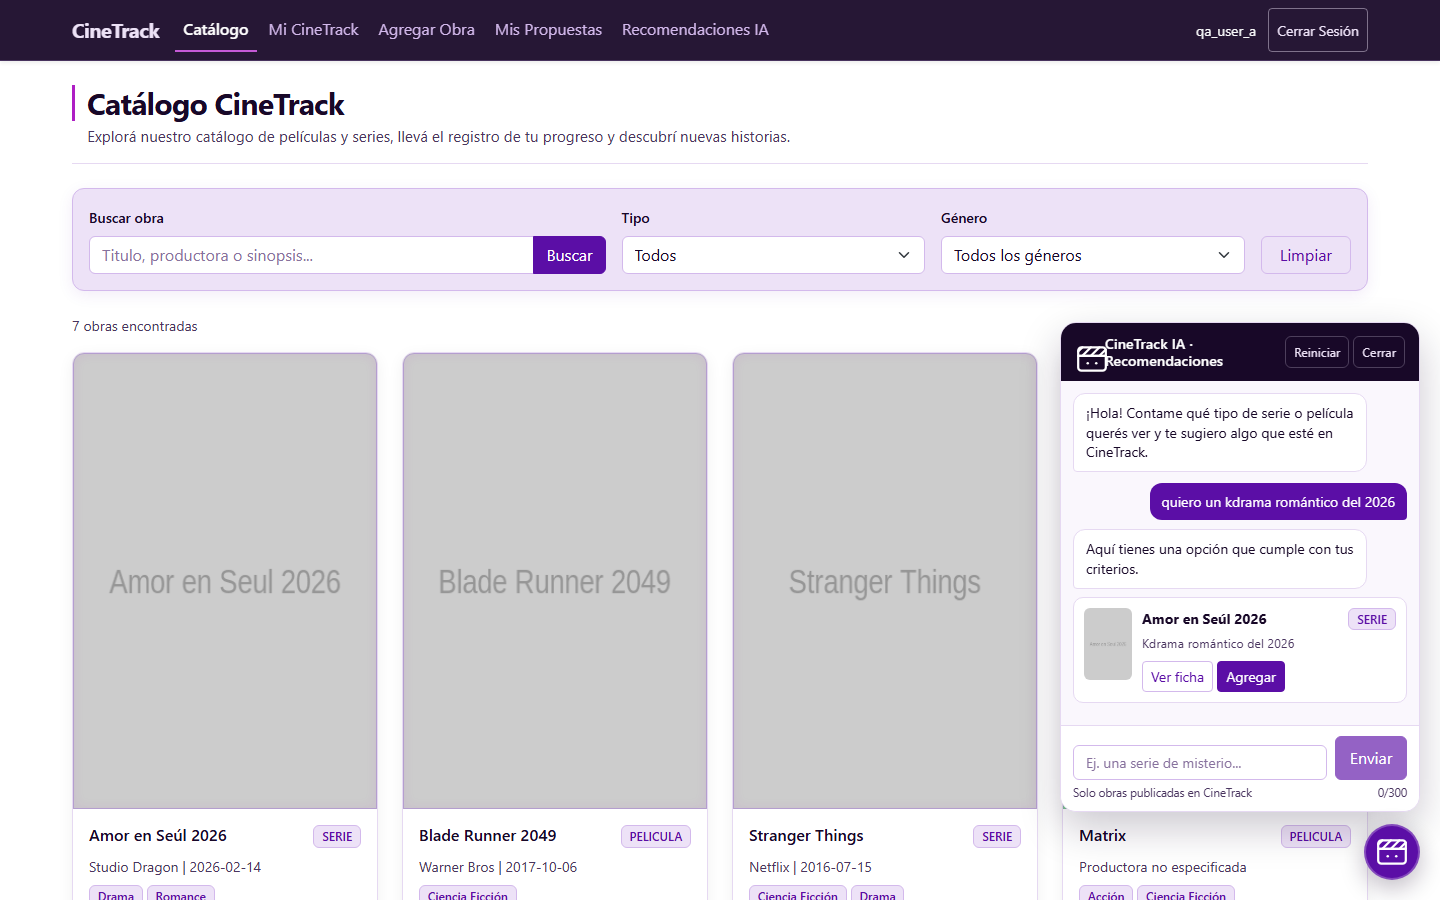 CineTrack
Catálogo
Mi CineTrack
Agregar Obra
Mis Propuestas
Recomendaciones IA
qa_user_a
Cerrar Sesión
Catálogo CineTrack
Explorá nuestro catálogo de películas y series, llevá el registro de tu progreso y descubrí nuevas historias.
Buscar obra
Titulo, productora o sinopsis...
Buscar
Tipo
Todos
Género
Todos los géneros
Limpiar
7 obras encontradas
Amor en Seul 2026
Amor en Seúl 2026
SERIE
Studio Dragon | 2026-02-14
Drama
Romance
Blade Runner 2049
Blade Runner 2049
PELICULA
Warner Bros | 2017-10-06
Ciencia Ficción
Stranger Things
Stranger Things
SERIE
Netflix | 2016-07-15
Ciencia Ficción
Drama
Matrix
PELICULA
Productora no especificada
Acción
Ciencia Ficción
CineTrack IA ·
Recomendaciones
Reiniciar
Cerrar
¡Hola! Contame qué tipo de serie o película
querés ver y te sugiero algo que esté en
CineTrack.
quiero un kdrama romántico del 2026
Aquí tienes una opción que cumple con tus
criterios.
Amor en Seúl 2026
SERIE
Kdrama romántico del 2026
Ver ficha
Agregar
Ej. una serie de misterio...
Enviar
Solo obras publicadas en CineTrack
0/300